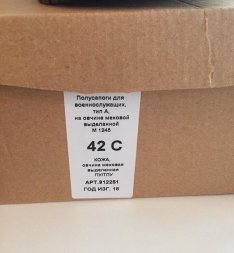 Полусапоги для
военнослужащих,
тип А,
на овчине меховой
выделанной
М 1245
42 С
КОЖА,
овчина меховая
выделанная
ПУ/ТПУ
АРТ.912251
ГОД ИЗГ. 18